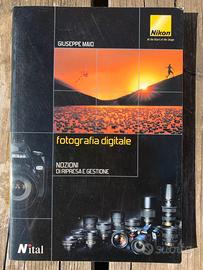 GIUSEPPE MAIO
Nikon
At the heart of the image
fotografia digitale
NOZIONI
DI RIPRESA E GESTIONE
Nital